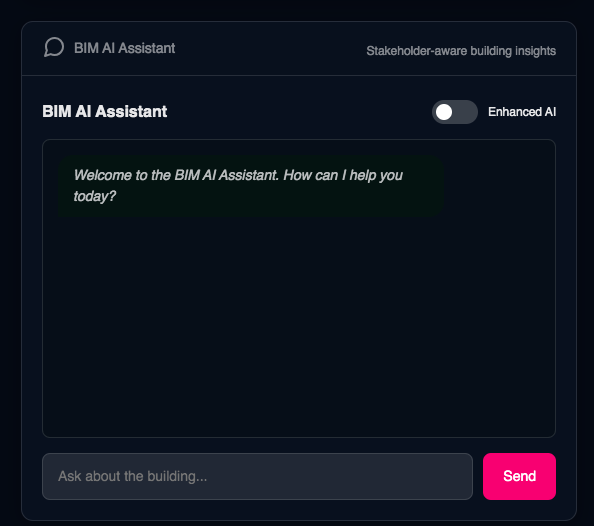 BIM AI Assistant
Stakeholder-aware building insights
BIM AI Assistant
Enhanced AI
Welcome to the BIM AI Assistant. How can I help you
today?
Ask about the building...
Send